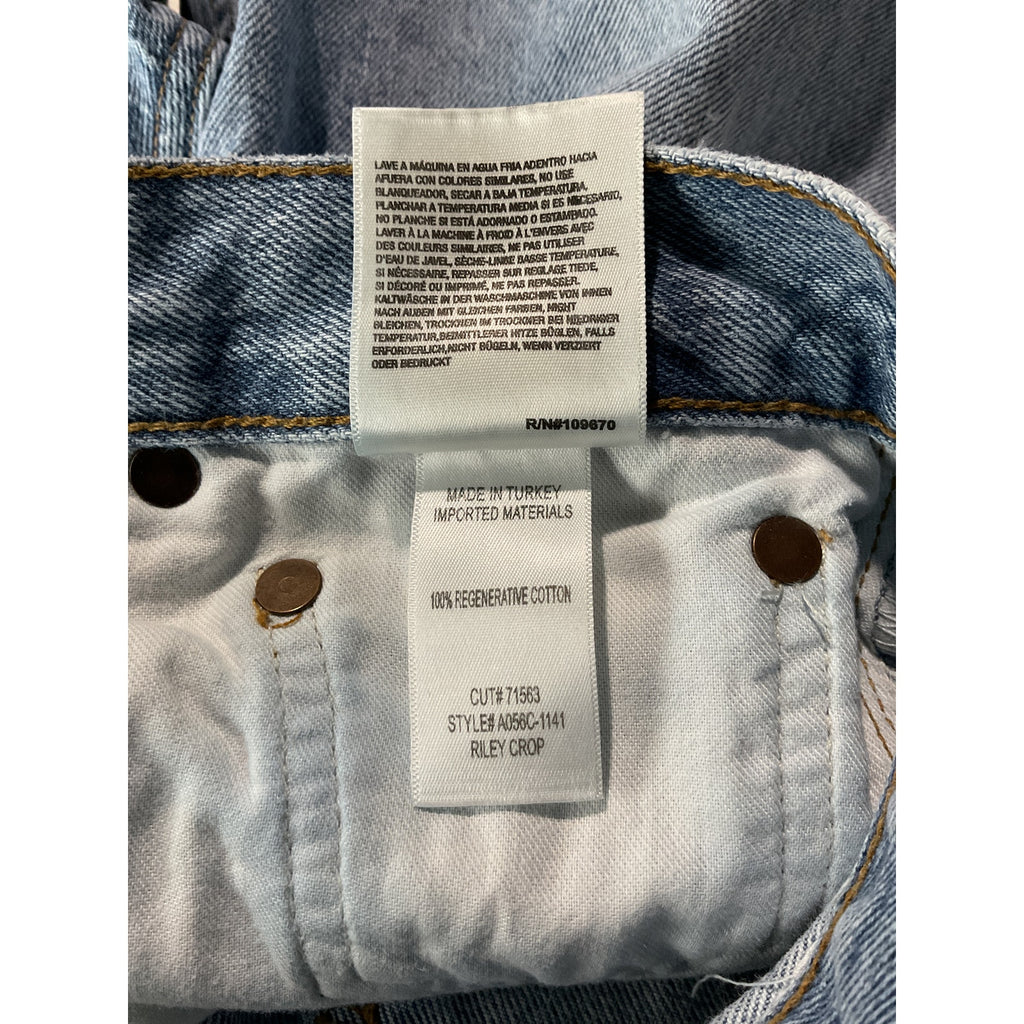 LAVE A MÁQUINA EN AGUA FRIA ADENTRO HACIA
AFUERA CON COLORES SIMILARES, NO USE
BLANQUEADOR, SECAR A BAJA TEMPERATURA,
PLANCHAR A TEMPERATURA MEDIA SI ES NECESARIO,
NO PLANCHE SI ESTÁ ADORNADO O ESTAMPADO.
LAVER À LA MACHINE À FROID À L'ENVERS AVEC
DES COULEURS SIMILAIRES, NE PAS UTILISER
D'EAU DE JAVEL, SÈCHE-LINGE BASSE TEMPERATURE,
SI NÉCESSAIRE, REPASSER SUR REGLAGE TIEDE,
SI DÉCORÉ OU IMPRIMÉ, NE PAS REPASSER.
KALTWÄSCHE IN DER WASCHMASCHINE VON INNEN
NACH AUßEN MIT GLEICHEN FARBEN, NIGHT
BLEICHEN, TROCKNEN IM TROCKNER BEI NIEDRIGER
TEMPERATUR,BEIMITTLERER HITZE BÜGLEN, FALLS
ERFORDERLICH,NICHT BÜGELN, WENN VERZIERT
ODER BEDRUCKT
R/N#109670
MADE IN TURKEY
IMPORTED MATERIALS
100% REGENERATIVE COTTON
CUT# 71563
STYLE# A056C-1141
RILEY CROP